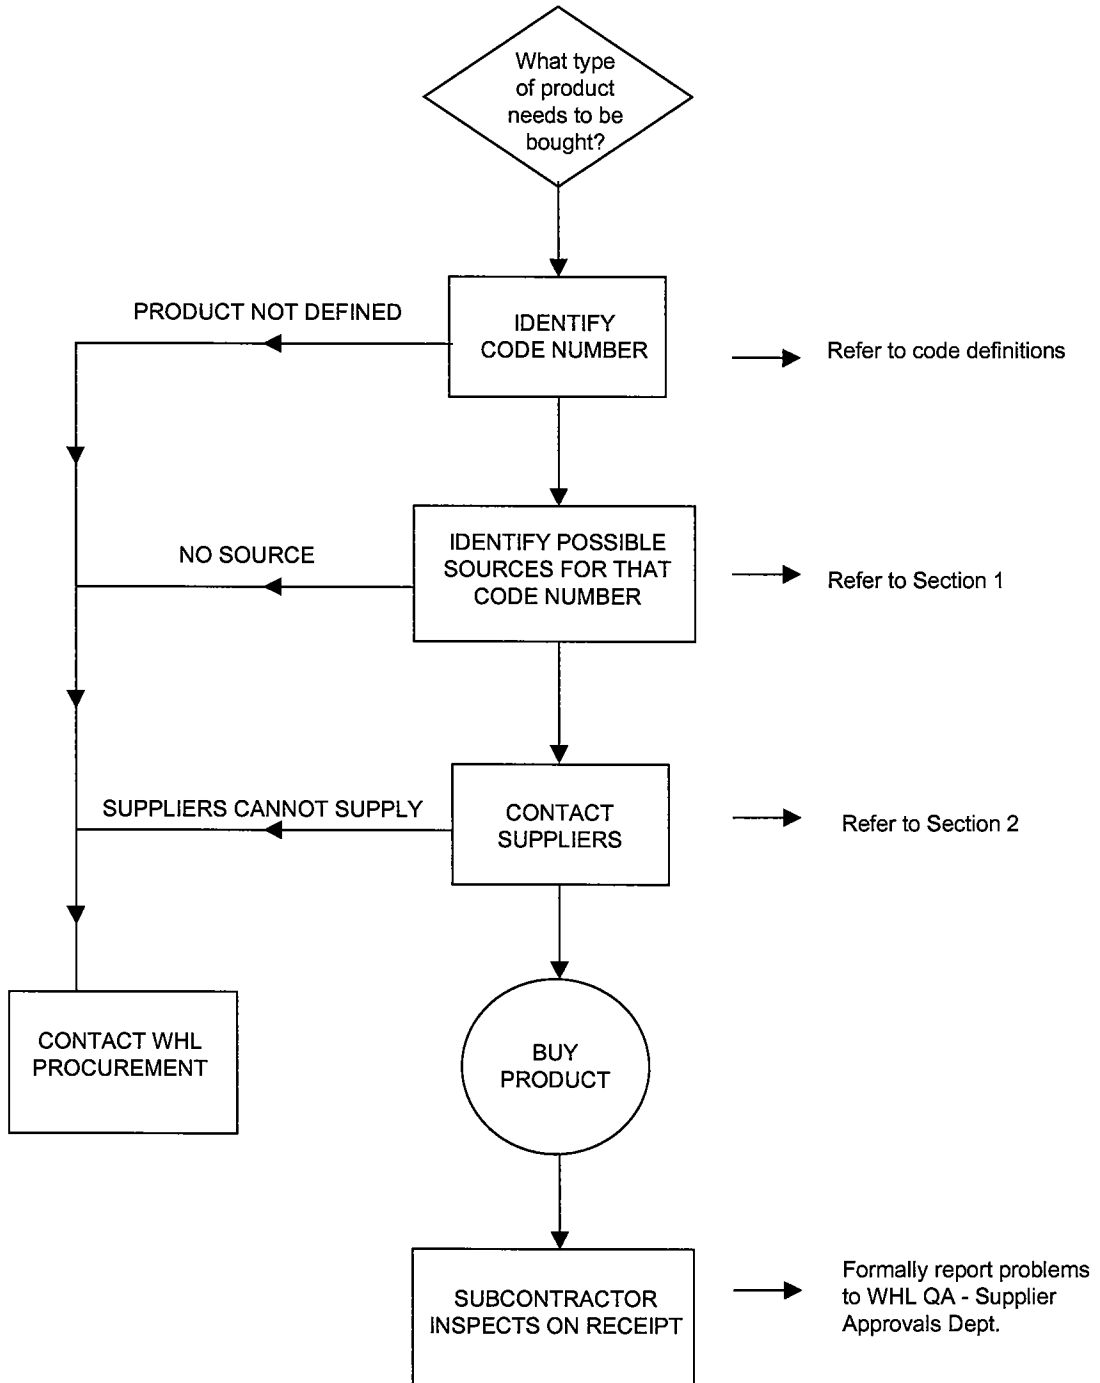 What type
of product
needs to be
bought?
PRODUCT NOT DEFINED
IDENTIFY
CODE NUMBER
Refer to code definitions
NO SOURCE
IDENTIFY POSSIBLE
SOURCES FOR THAT
CODE NUMBER
Refer to Section 1
SUPPLIERS CANNOT SUPPLY
CONTACT
SUPPLIERS
Refer to Section 2
CONTACT WHL
PROCUREMENT
BUY
PRODUCT
SUBCONTRACTOR
INSPECTS ON RECEIPT
Formally report problems
to WHL QA - Supplier
Approvals Dept.